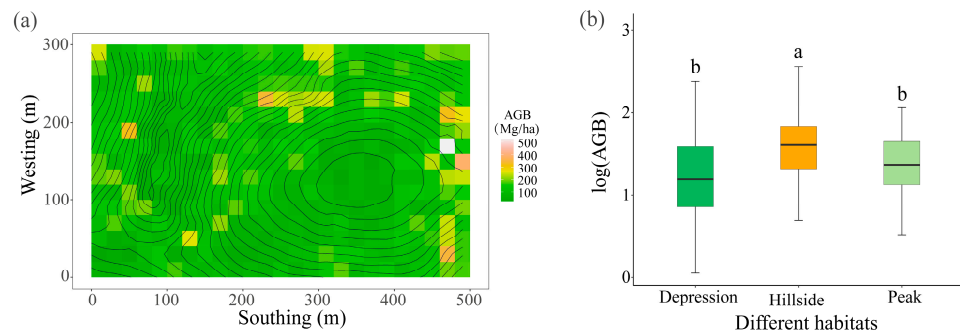 (a)
300
200
100
0
Westing (m)
0
100
200
300
400
500
Southing (m)
AGB
(Mg/ha)
500
400
300
200
100
(b)
3
2
1
0
log(AGB)
b
a
b
Depression
Hillside
Peak
Different habitats